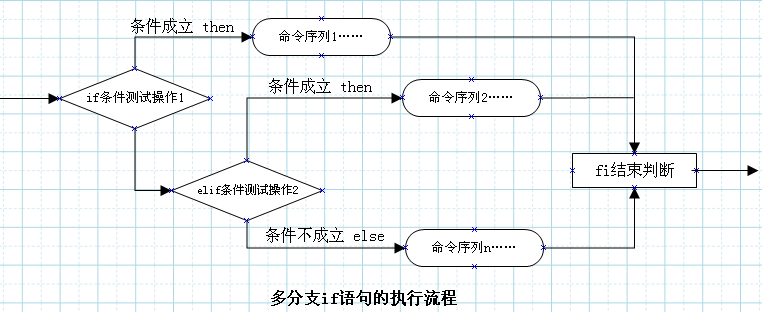 条件成立 then
命令序列1……
if条件测试操作1
条件成立 then
命令序列2……
fi结束判断
elif条件测试操作2
条件不成立 else
命令序列n……
多分支if语句的执行流程